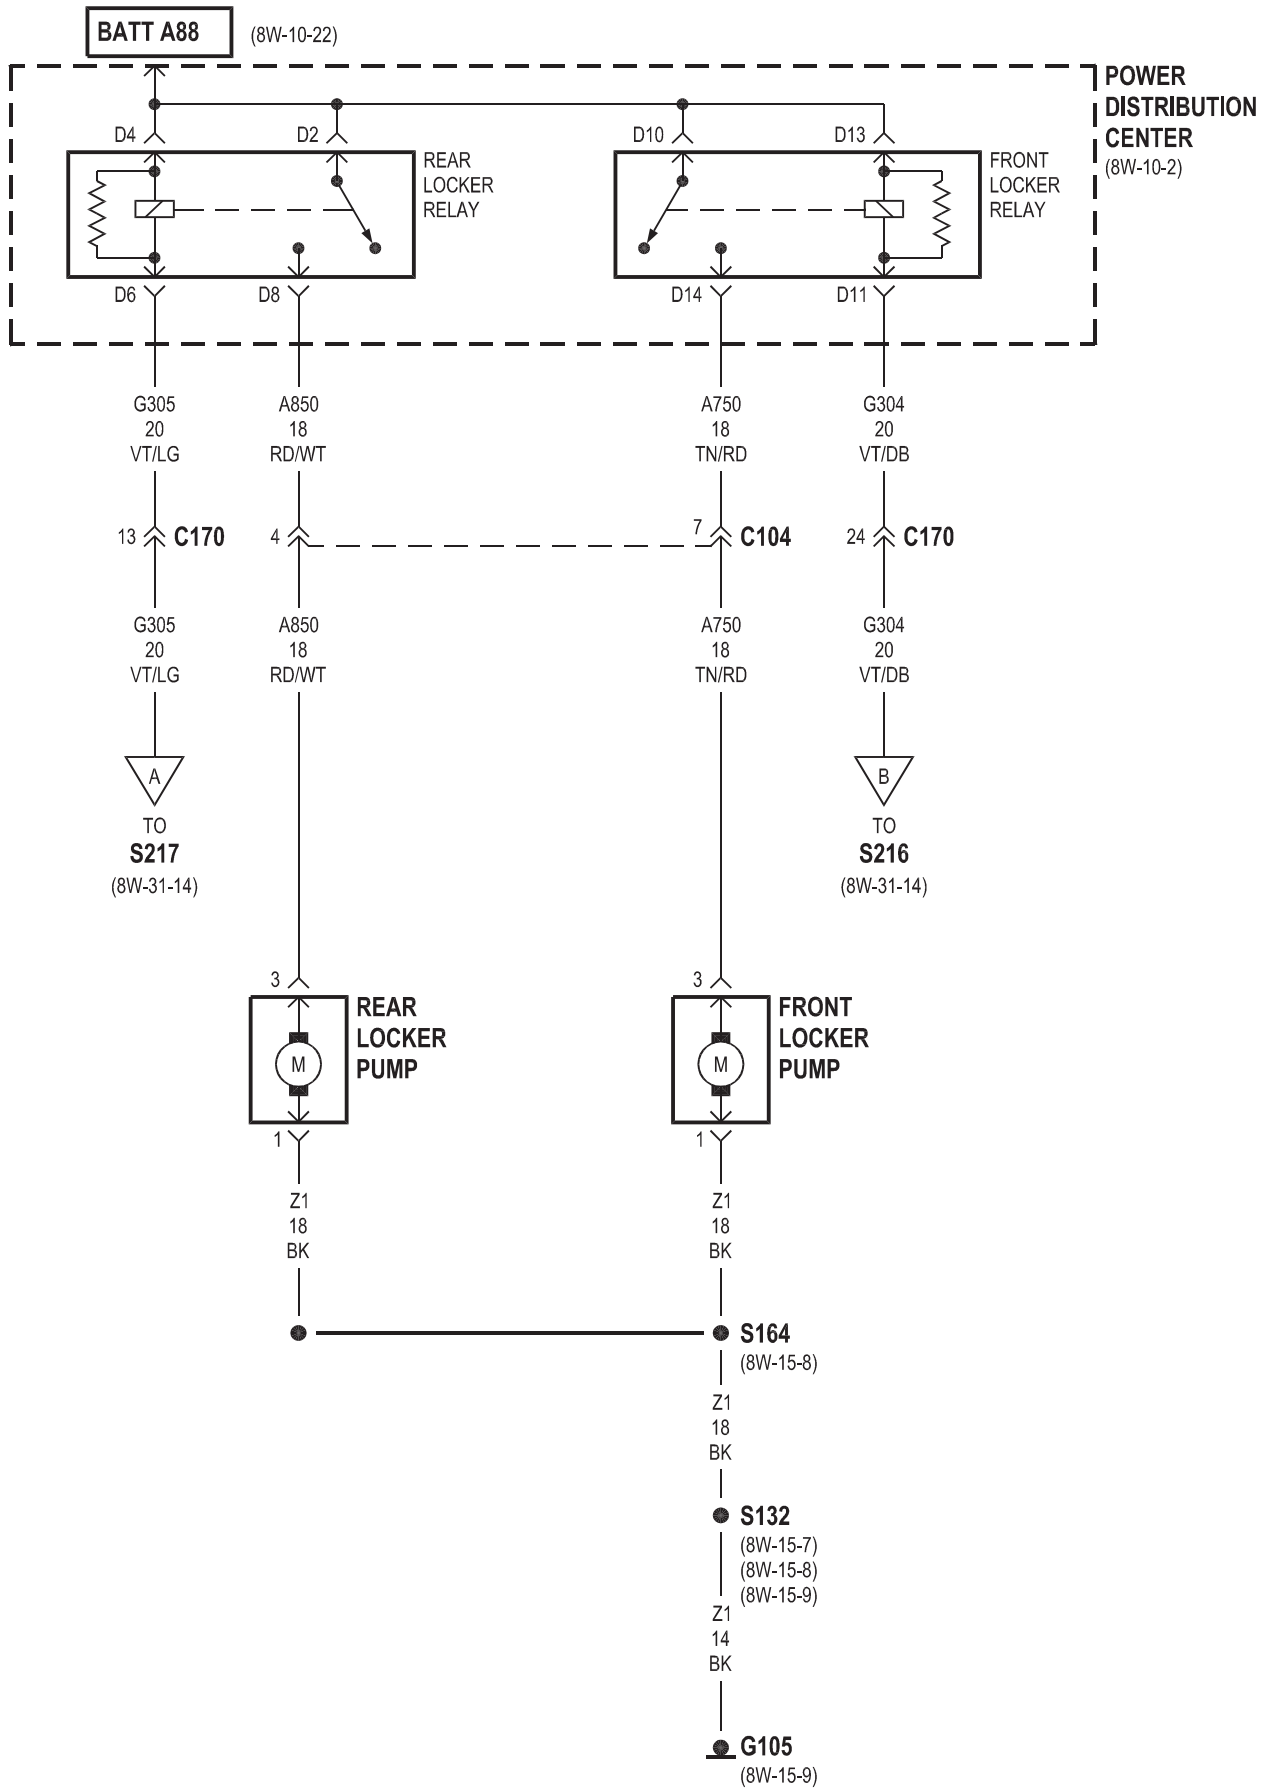 BATT A88 (8W-10-22)
POWER
DISTRIBUTION
CENTER
(8W-10-2)
D4 D2 D10 D13
REAR
LOCKER
RELAY
FRONT
LOCKER
RELAY
D6 D8 D14 D11
G305 A850 A750 G304
20 18 18 20
VT/LG RD/WT TN/RD VT/DB
13 C170 4 7 C104 24 C170
G305 A850 A750 G304
20 18 18 20
VT/LG RD/WT TN/RD VT/DB
A B
TO TO
S217 S216
(8W-31-14) (8W-31-14)
3 3
REAR
LOCKER
PUMP
M
FRONT
LOCKER
PUMP
M
1 1
Z1 Z1
18 18
BK BK
S164
(8W-15-8)
Z1
18
BK
S132
(8W-15-7)
(8W-15-8)
(8W-15-9)
Z1
14
BK
G105
(8W-15-9)